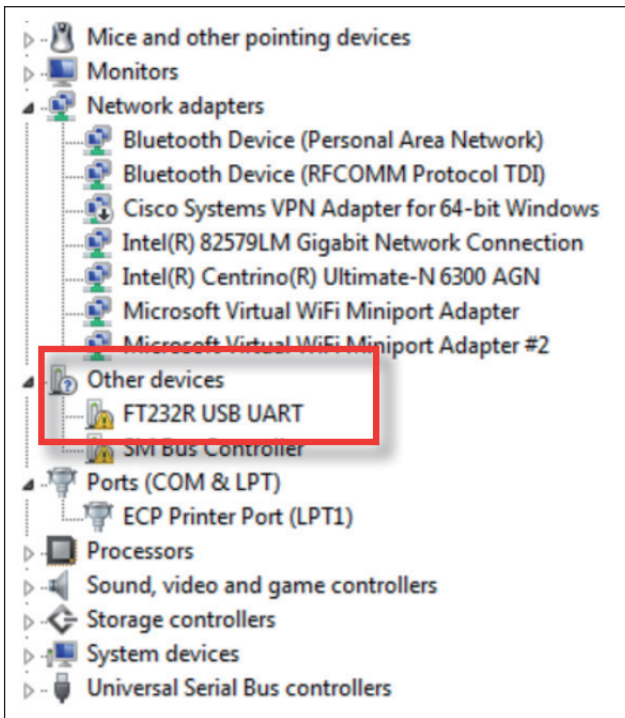 Mice and other pointing devices
Monitors
Network adapters
Bluetooth Device (Personal Area Network)
Bluetooth Device (RFCOMM Protocol TDI)
Cisco Systems VPN Adapter for 64-bit Windows
Intel(R) 82579LM Gigabit Network Connection
Intel(R) Centrino(R) Ultimate-N 6300 AGN
Microsoft Virtual WiFi Miniport Adapter
Microsoft Virtual WiFi Miniport Adapter #2
Other devices
FT232R USB UART
SM Bus Controller
Ports (COM & LPT)
ECP Printer Port (LPT1)
Processors
Sound, video and game controllers
Storage controllers
System devices
Universal Serial Bus controllers